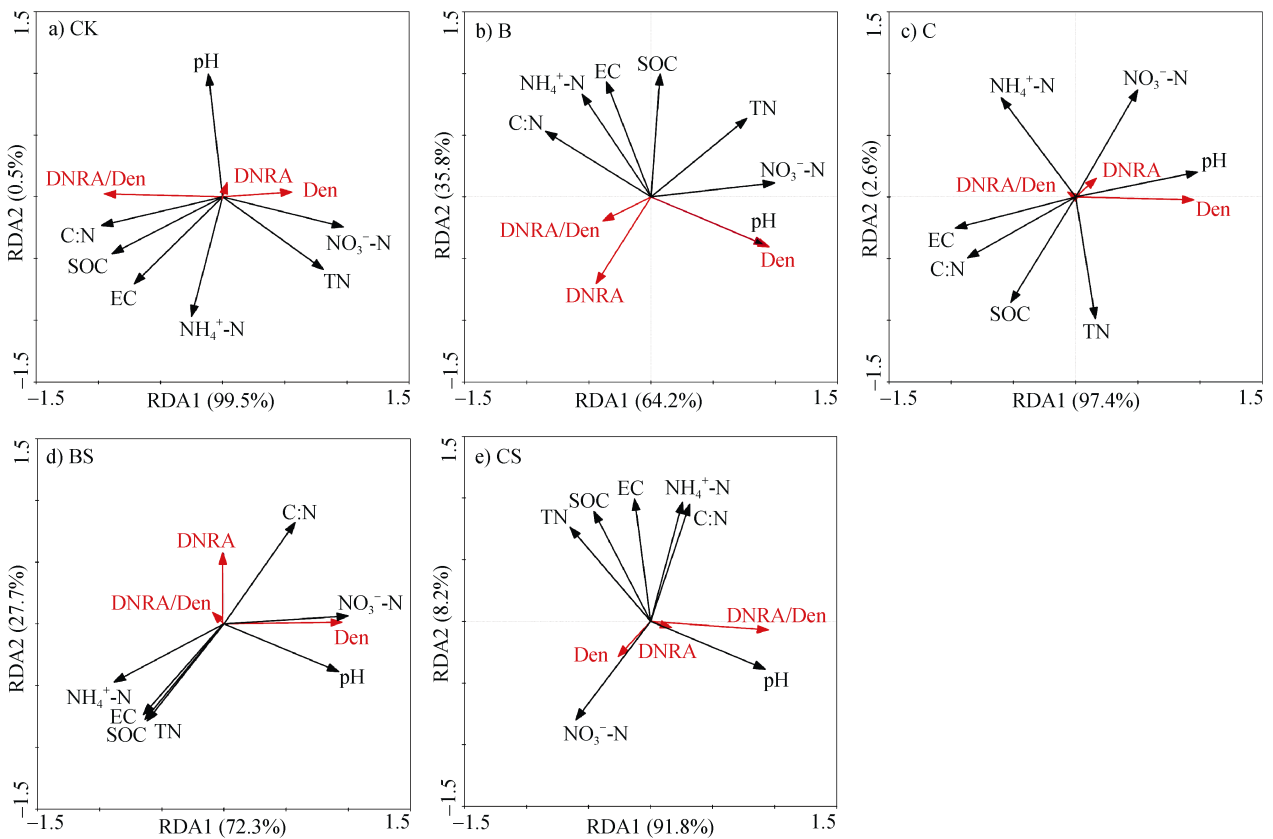 a) CK
1.5
pH
DNRA/Den
DNRA
Den
C:N
SOC
EC
NH₄⁺-N
NO₃⁻-N
TN
RDA2 (0.5%)
−1.5
−1.5
RDA1 (99.5%)
1.5
b) B
1.5
NH₄⁺-N
EC
SOC
TN
C:N
NO₃⁻-N
DNRA/Den
pH
Den
DNRA
RDA2 (35.8%)
−1.5
−1.5
RDA1 (64.2%)
1.5
c) C
1.5
NH₄⁺-N
NO₃⁻-N
pH
DNRA
DNRA/Den
Den
EC
C:N
SOC
TN
RDA2 (2.6%)
−1.5
−1.5
RDA1 (97.4%)
1.5
d) BS
1.5
C:N
DNRA
DNRA/Den
NO₃⁻-N
Den
pH
NH₄⁺-N
EC
SOC
TN
RDA2 (27.7%)
−1.5
−1.5
RDA1 (72.3%)
1.5
e) CS
1.5
TN
SOC
EC
NH₄⁺-N
C:N
DNRA/Den
Den
DNRA
pH
NO₃⁻-N
RDA2 (8.2%)
−1.5
−1.5
RDA1 (91.8%)
1.5